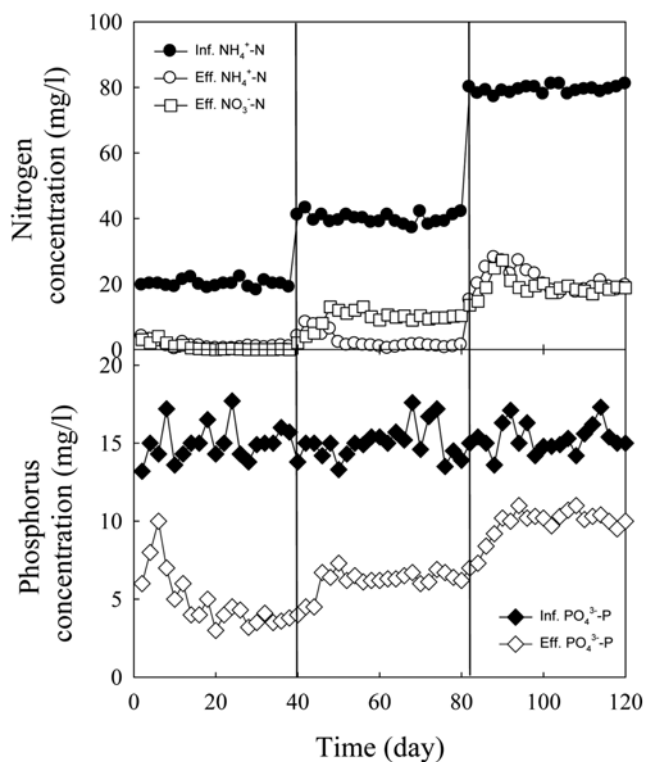 100
80
60
40
20
0
Nitrogen
concentration (mg/l)
Inf. NH₄⁺-N
Eff. NH₄⁺-N
Eff. NO₃⁻-N
20
15
10
5
0
Phosphorus
concentration (mg/l)
Inf. PO₄³⁻-P
Eff. PO₄³⁻-P
0 20 40 60 80 100 120
Time (day)